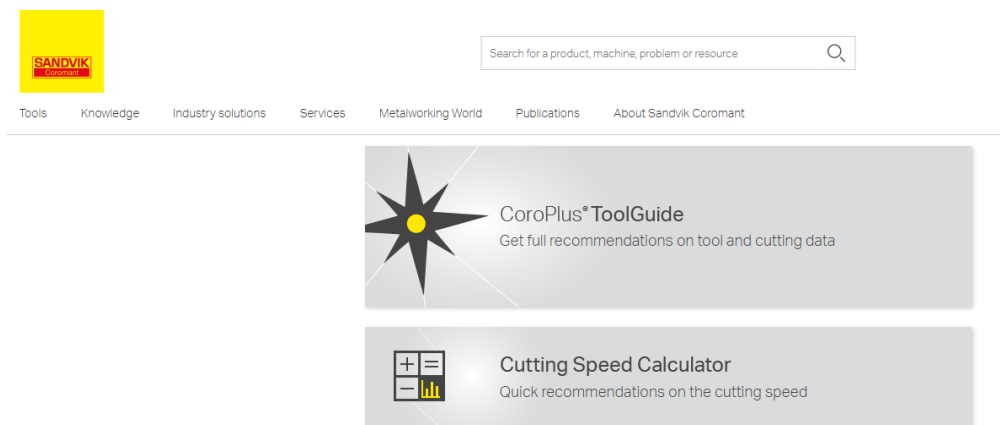 SANDVIK
Coromant
Search for a product, machine, problem or resource
Tools Knowledge Industry solutions Services Metalworking World Publications About Sandvik Coromant
CoroPlus® ToolGuide
Get full recommendations on tool and cutting data
Cutting Speed Calculator
Quick recommendations on the cutting speed